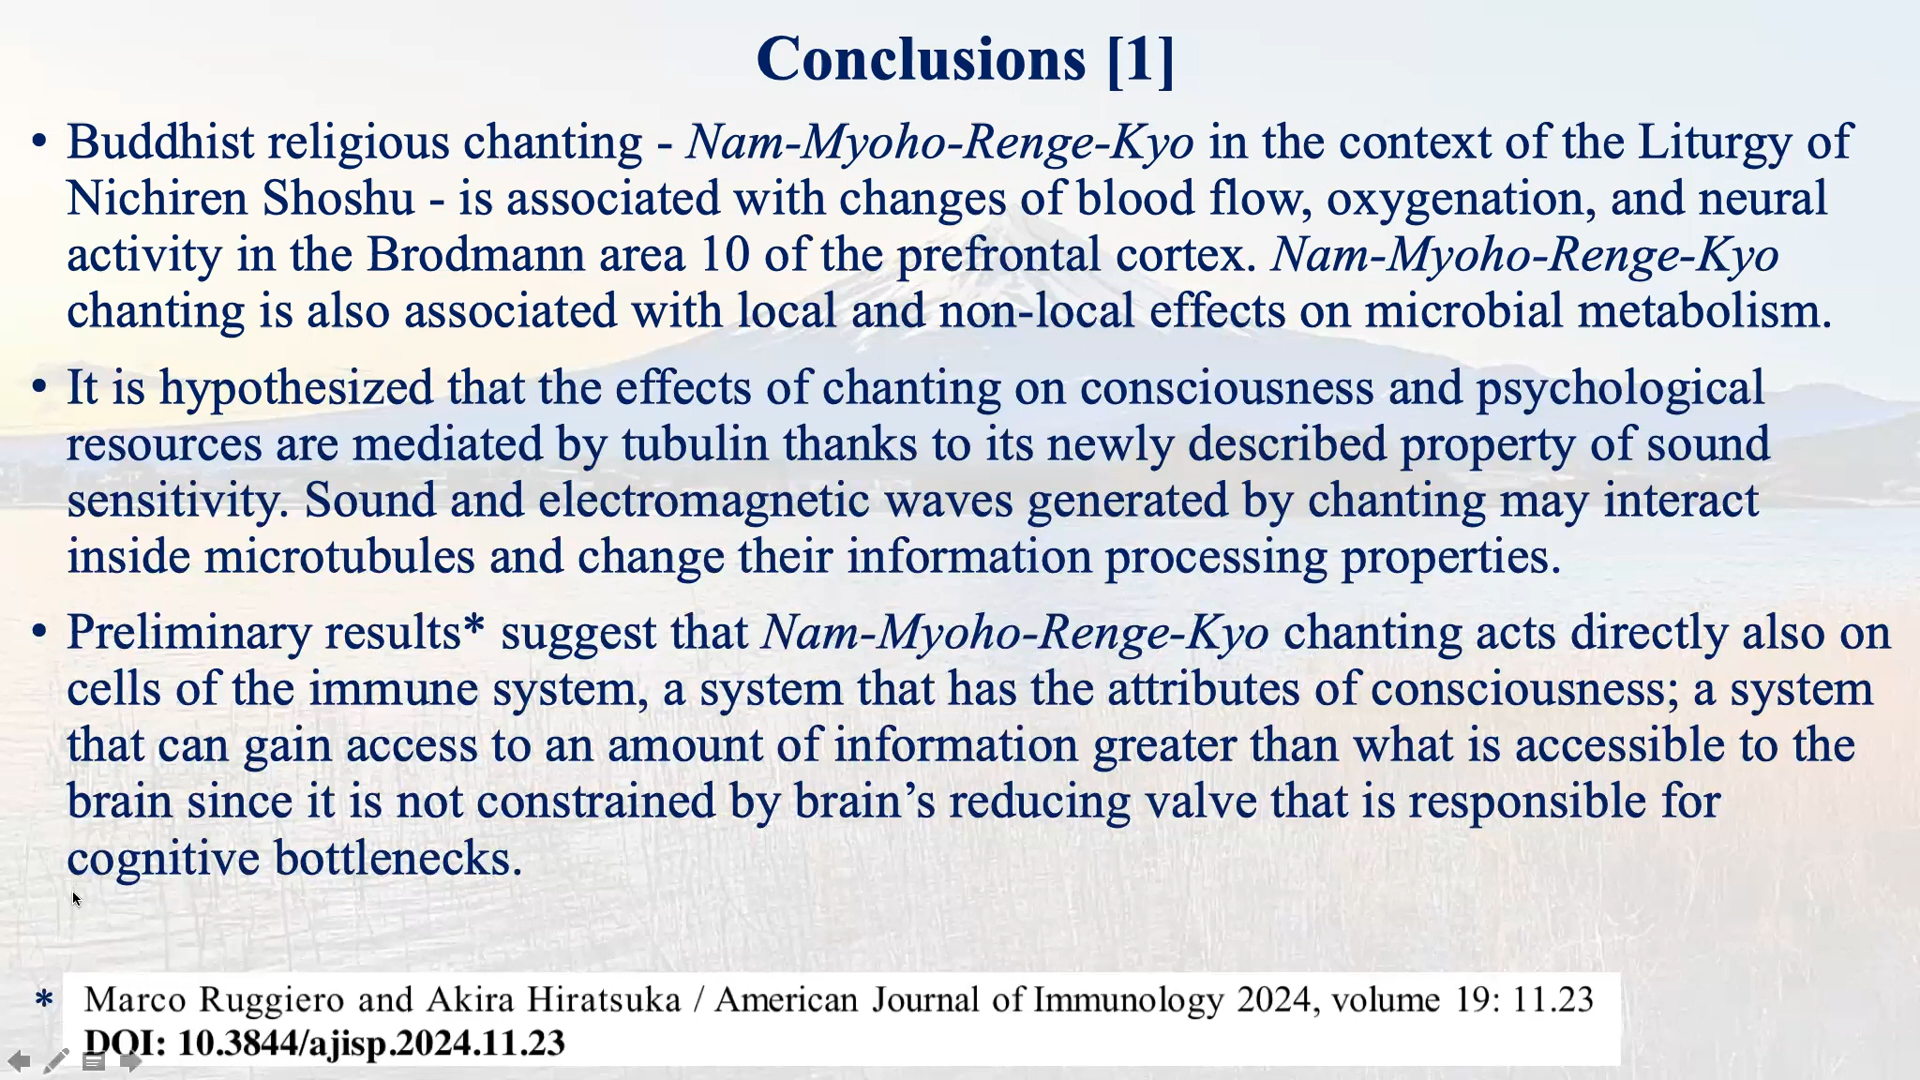 Conclusions [1]
• Buddhist religious chanting - Nam-Myoho-Renge-Kyo in the context of the Liturgy of
Nichiren Shoshu - is associated with changes of blood flow, oxygenation, and neural
activity in the Brodmann area 10 of the prefrontal cortex. Nam-Myoho-Renge-Kyo
chanting is also associated with local and non-local effects on microbial metabolism.
• It is hypothesized that the effects of chanting on consciousness and psychological
resources are mediated by tubulin thanks to its newly described property of sound
sensitivity. Sound and electromagnetic waves generated by chanting may interact
inside microtubules and change their information processing properties.
• Preliminary results* suggest that Nam-Myoho-Renge-Kyo chanting acts directly also on
cells of the immune system, a system that has the attributes of consciousness; a system
that can gain access to an amount of information greater than what is accessible to the
brain since it is not constrained by brain’s reducing valve that is responsible for
cognitive bottlenecks.
* Marco Ruggiero and Akira Hiratsuka / American Journal of Immunology 2024, volume 19: 11.23
DOI: 10.3844/ajisp.2024.11.23